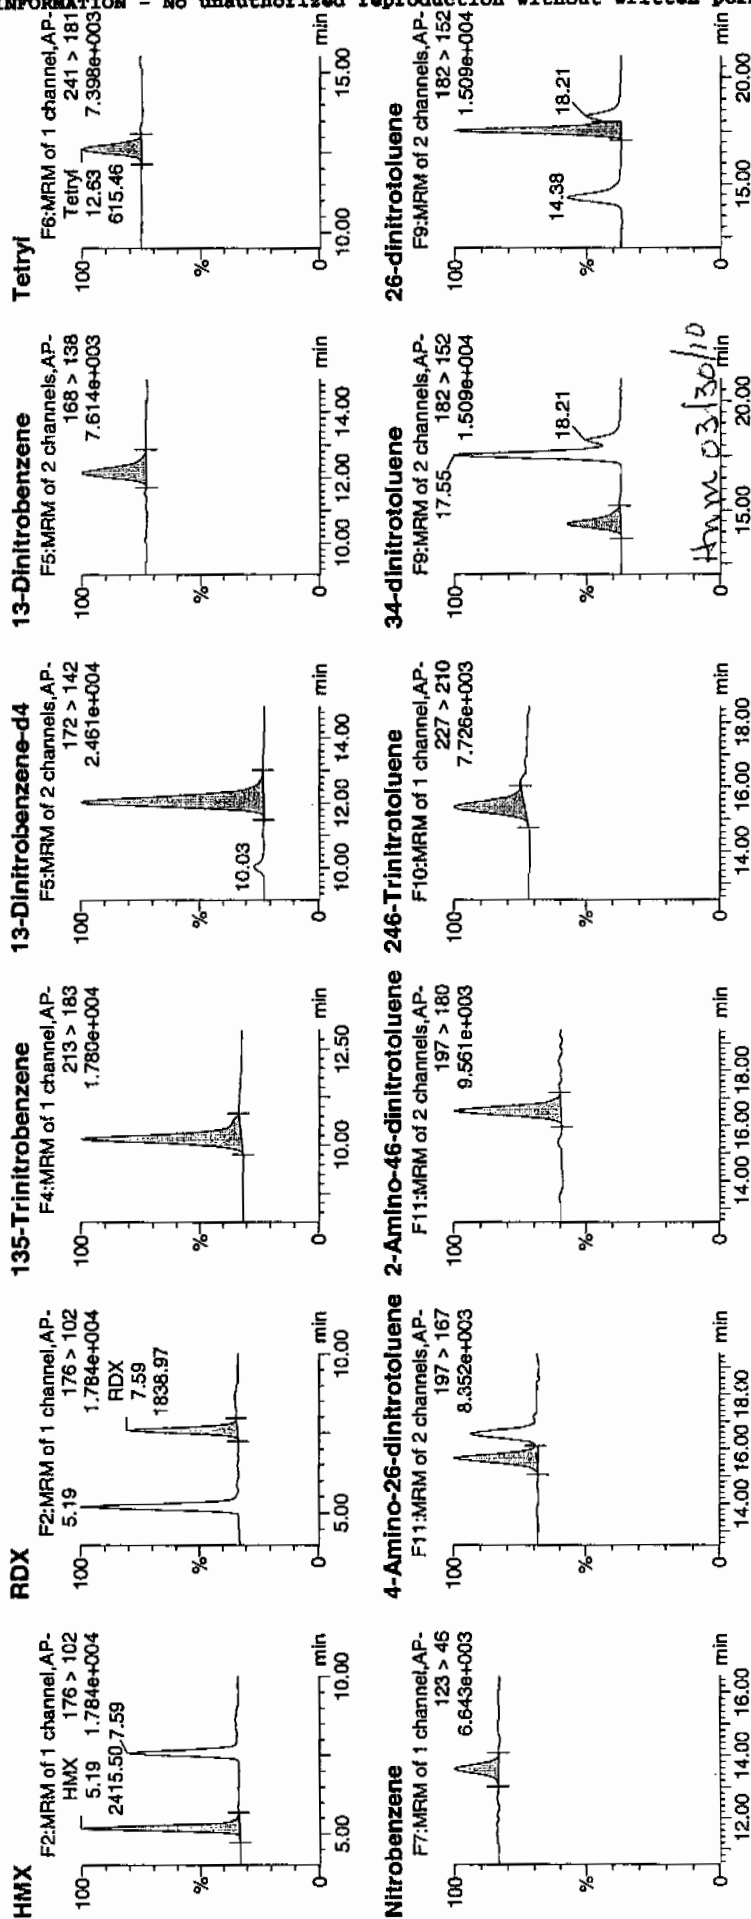 INFORMATION - No unauthorized reproduction without written
HMX
F2:MRM of 1 channel,AP-
176 > 102
1.784e+004
HMX
5.19
2415.50
7.59
100
%
0
5.00
10.00
min
RDX
F2:MRM of 1 channel,AP-
176 > 102
1.784e+004
5.19
RDX
7.59
1838.97
100
%
0
5.00
10.00
min
135-Trinitrobenzene
F4:MRM of 1 channel,AP-
213 > 183
1.780e+004
100
%
0
10.00
12.50
min
13-Dinitrobenzene-d4
F5:MRM of 2 channels,AP-
172 > 142
2.461e+004
10.03
100
%
0
10.00
12.00
14.00
min
13-Dinitrobenzene
F5:MRM of 2 channels,AP-
168 > 138
7.614e+003
100
%
0
10.00
12.00
14.00
min
Tetryl
F6:MRM of 1 channel,AP-
241 > 181
7.398e+003
Tetryl
12.63
615.46
100
%
0
10.00
15.00
min
Nitrobenzene
F7:MRM of 1 channel,AP-
123 > 46
6.643e+003
100
%
0
12.00
14.00
16.00
min
4-Amino-26-dinitrotoluene
F11:MRM of 2 channels,AP-
197 > 167
8.352e+003
100
%
0
14.00
16.00
18.00
min
2-Amino-46-dinitrotoluene
F11:MRM of 2 channels,AP-
197 > 180
9.561e+003
100
%
0
14.00
16.00
18.00
min
246-Trinitrotoluene
F10:MRM of 1 channel,AP-
227 > 210
7.726e+003
100
%
0
14.00
16.00
18.00
min
34-dinitrotoluene
F9:MRM of 2 channels,AP-
182 > 152
1.509e+004
17.55
18.21
100
%
0
15.00
20.00
min
03/30/10
26-dinitrotoluene
F9:MRM of 2 channels,AP-
182 > 152
1.509e+004
14.38
18.21
100
%
0
15.00
20.00
min